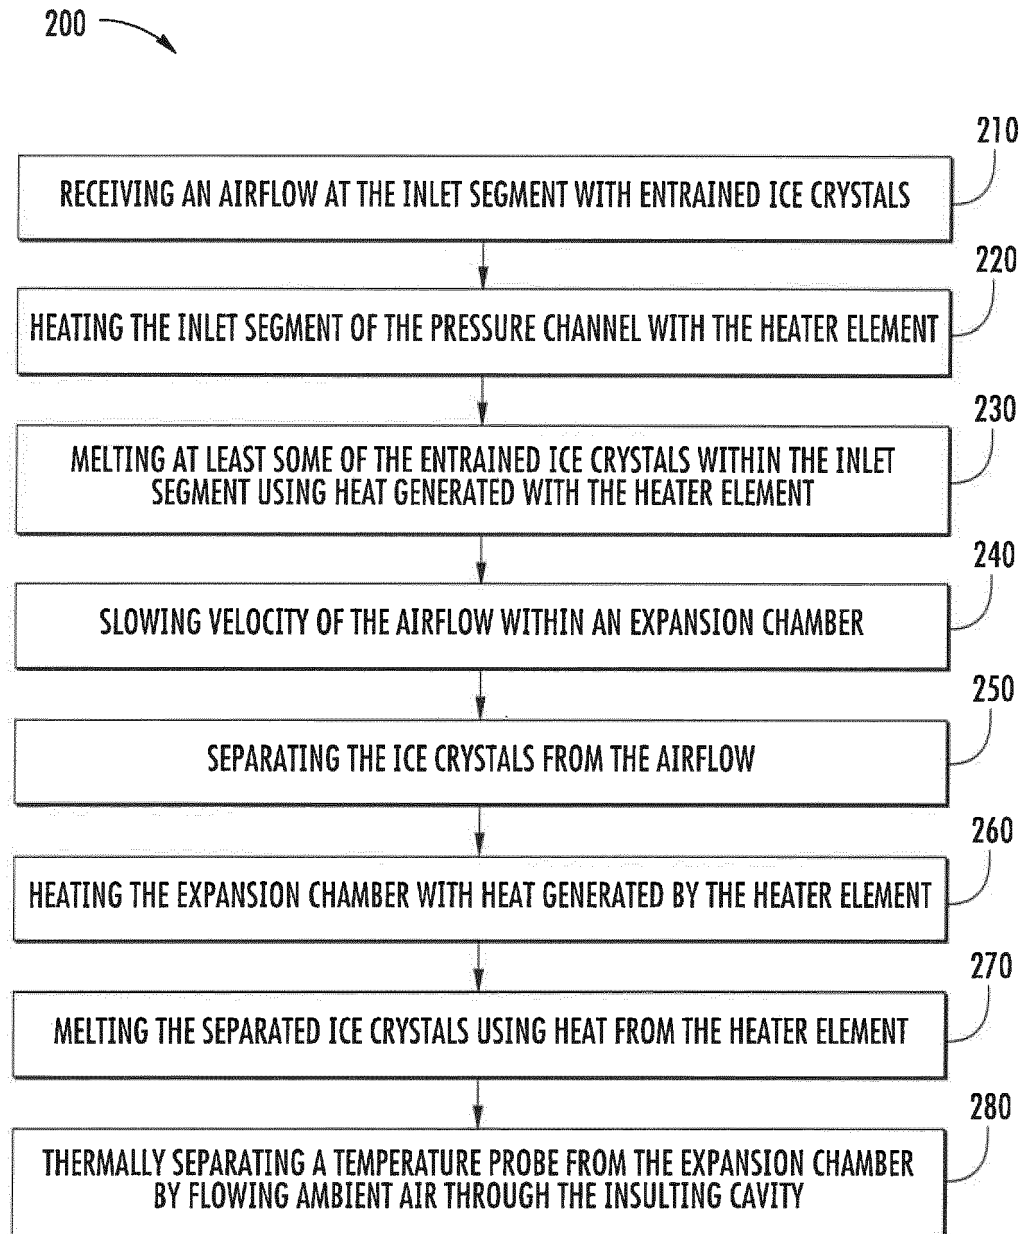 200
210
RECEIVING AN AIRFLOW AT THE INLET SEGMENT WITH ENTRAINED ICE CRYSTALS
220
HEATING THE INLET SEGMENT OF THE PRESSURE CHANNEL WITH THE HEATER ELEMENT
230
MELTING AT LEAST SOME OF THE ENTRAINED ICE CRYSTALS WITHIN THE INLET
SEGMENT USING HEAT GENERATED WITH THE HEATER ELEMENT
240
SLOWING VELOCITY OF THE AIRFLOW WITHIN AN EXPANSION CHAMBER
250
SEPARATING THE ICE CRYSTALS FROM THE AIRFLOW
260
HEATING THE EXPANSION CHAMBER WITH HEAT GENERATED BY THE HEATER ELEMENT
270
MELTING THE SEPARATED ICE CRYSTALS USING HEAT FROM THE HEATER ELEMENT
280
THERMALLY SEPARATING A TEMPERATURE PROBE FROM THE EXPANSION CHAMBER
BY FLOWING AMBIENT AIR THROUGH THE INSULTING CAVITY